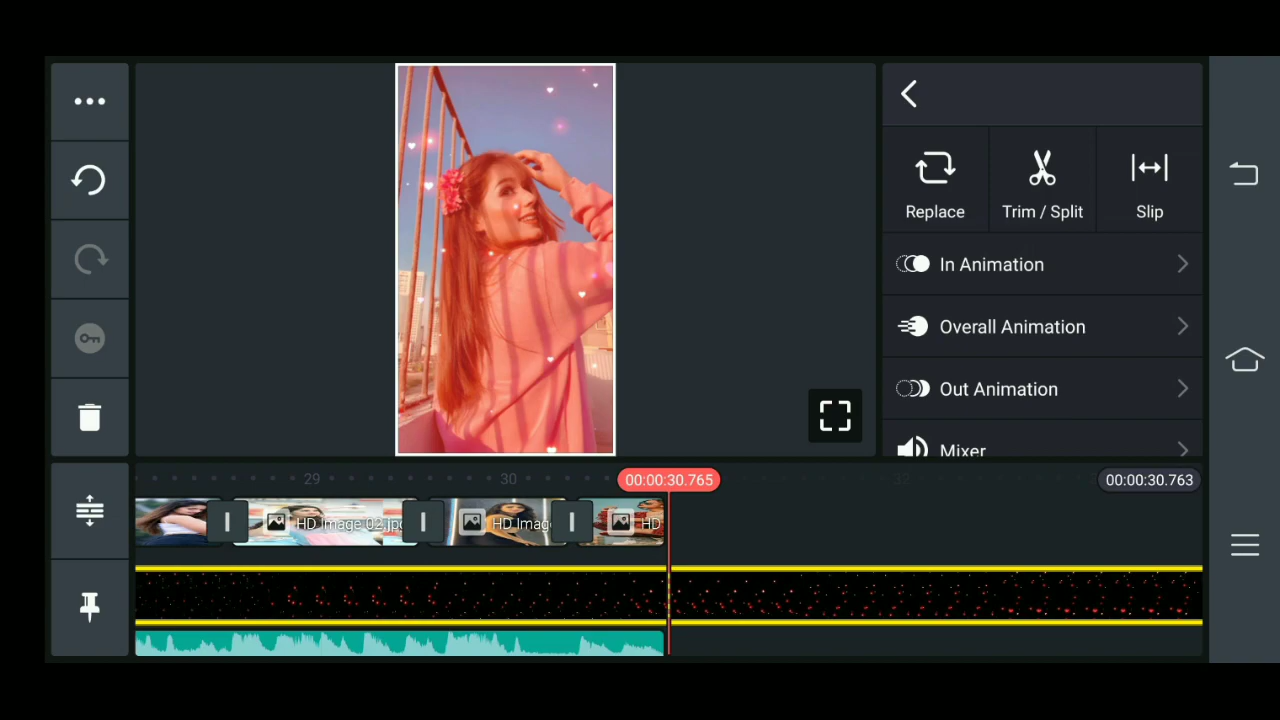 Replace
Trim / Split
Slip
In Animation
Overall Animation
Out Animation
Mixer
29
30
00:00:30.765
32
00:00:30.763
HD Image 02.jpg
HD Imag
HD